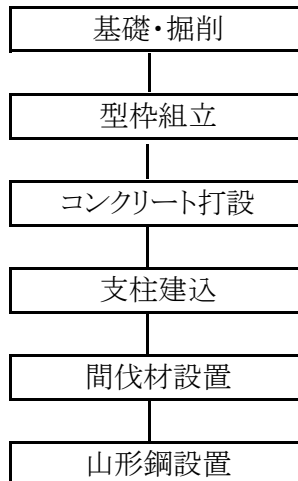 基礎・掘削
型枠組立
コンクリート打設
支柱建込
間伐材設置
山形鋼設置